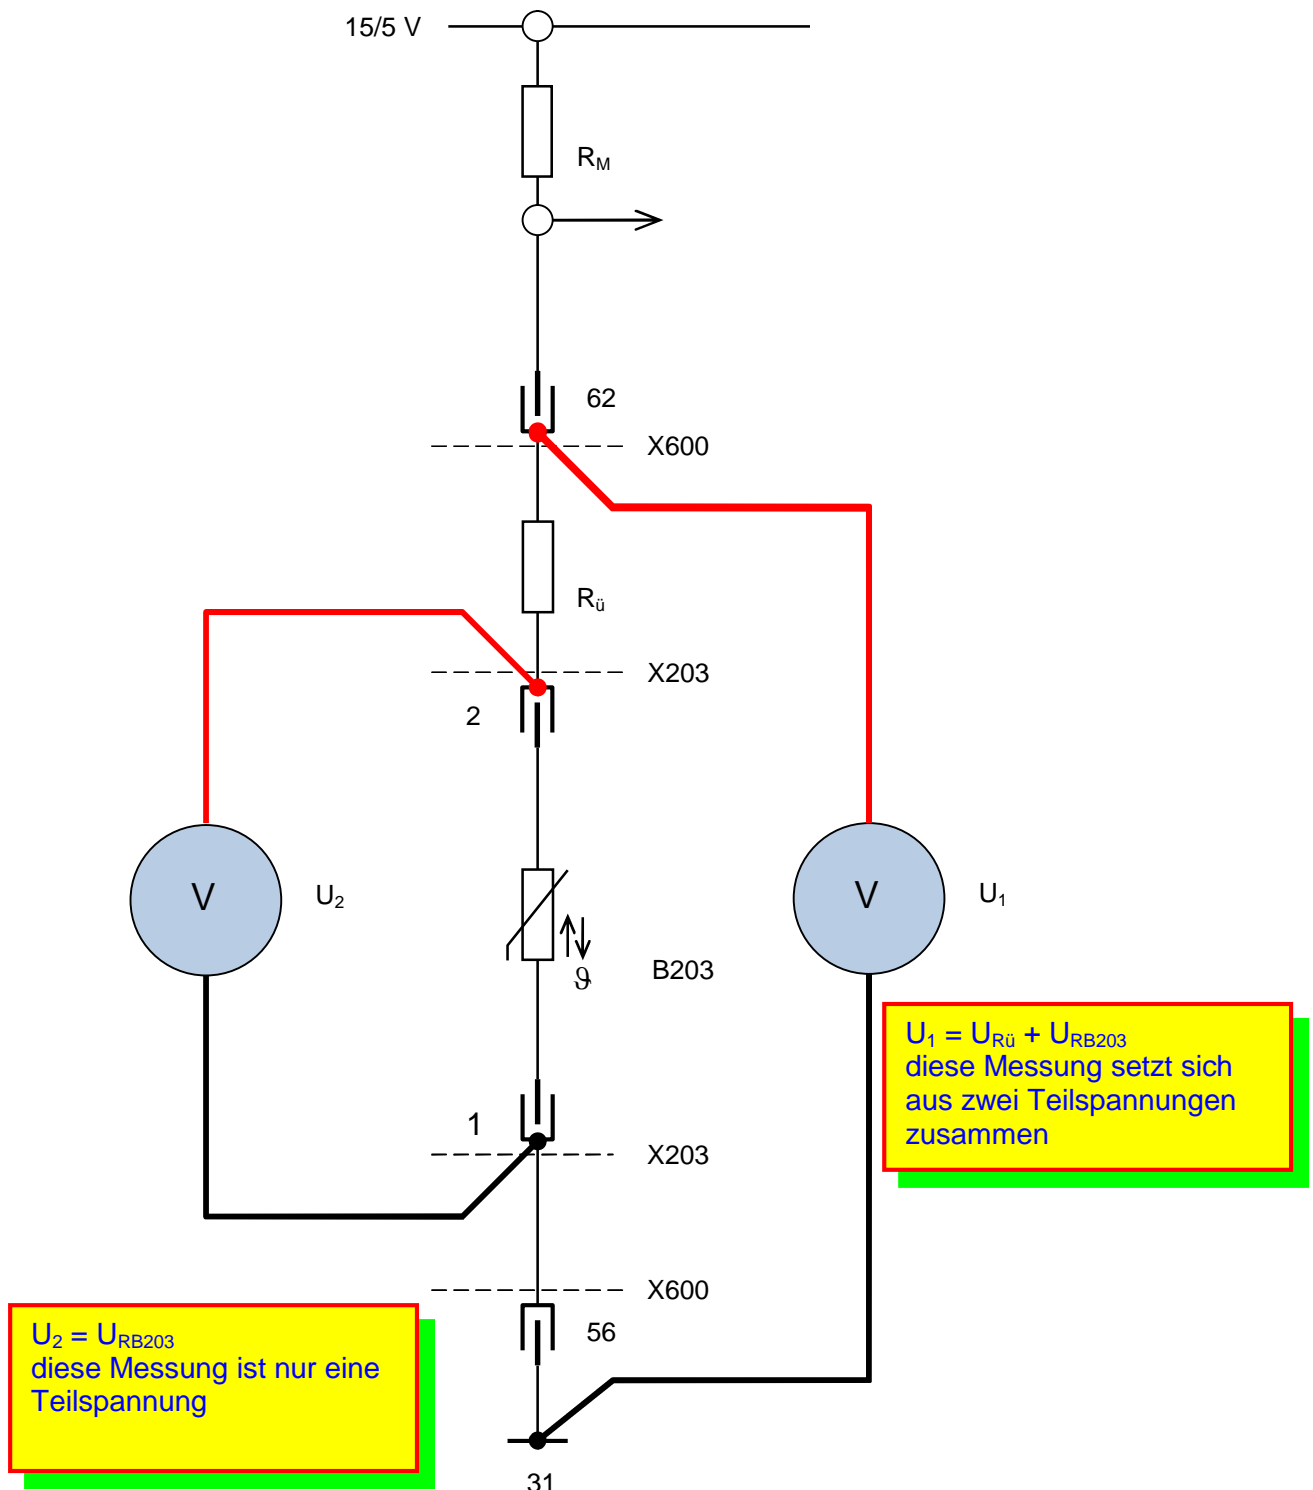 15/5 V
RM
62
X600
Rü
X203
2
V
U2
V
U1
ϑ
B203
U1 = URü + URB203
diese Messung setzt sich
aus zwei Teilspannungen
zusammen
1
X203
X600
56
U2 = URB203
diese Messung ist nur eine
Teilspannung
31